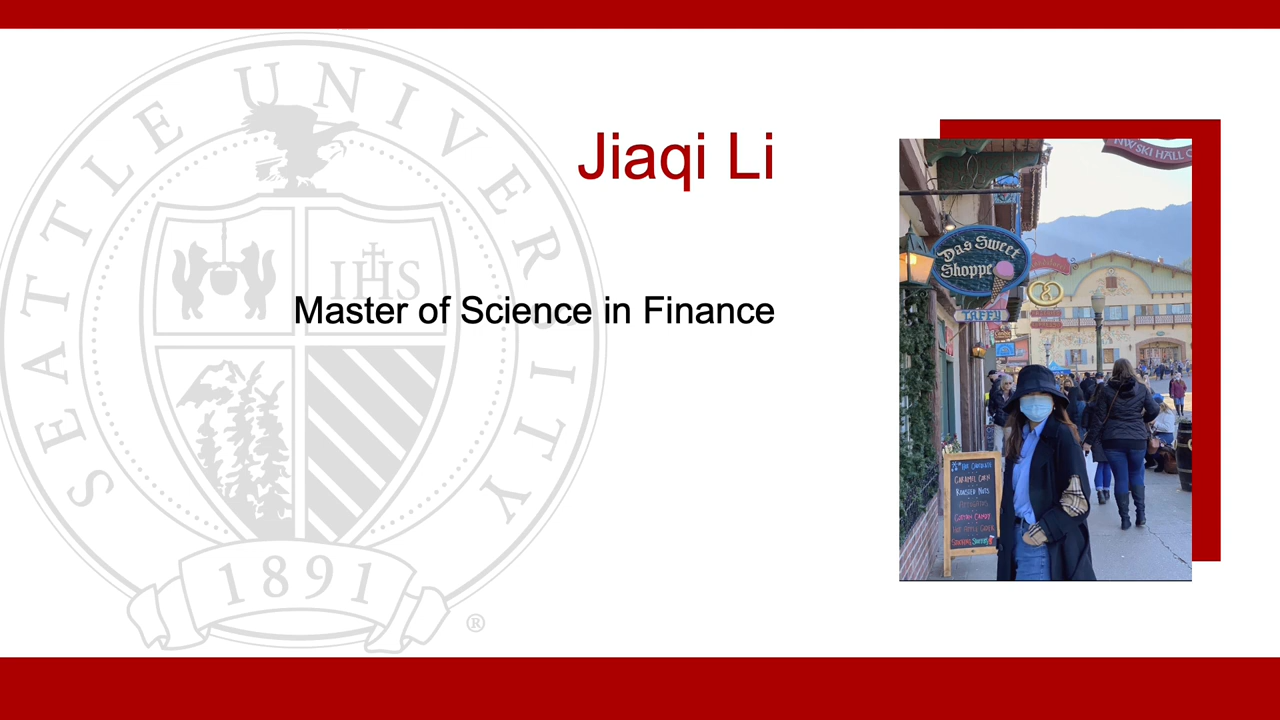 SEATTLE UNIVERSITY
IHS
1891
®
Jiaqi Li
Master of Science in Finance
NW SKI HALL
Das Sweet
Shoppe
TAFFY
CARAMEL CORN
ROASTED NUTS
COTTON CANDY